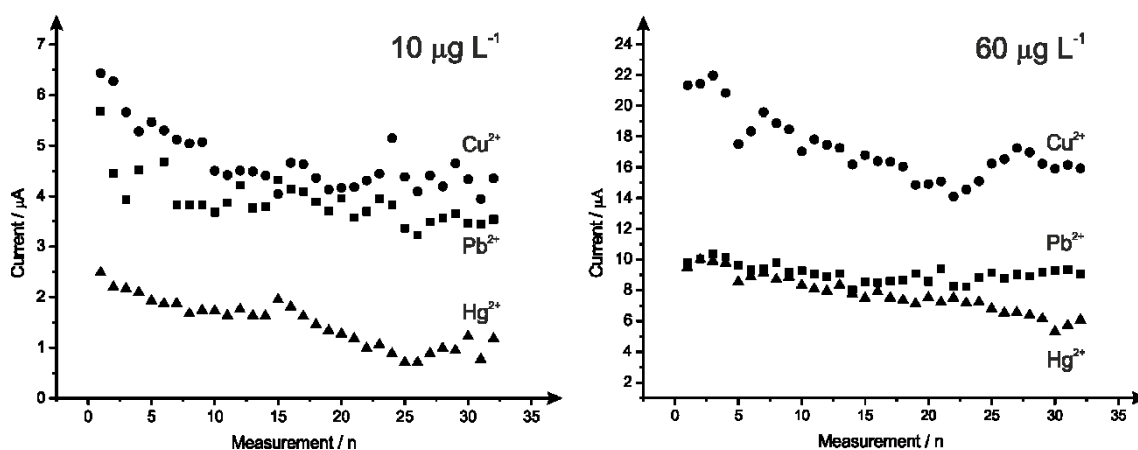 10 µg L⁻¹
7
6
5
4
3
2
1
0
Current / µA
Cu²⁺
Pb²⁺
Hg²⁺
0 5 10 15 20 25 30 35
Measurement / n
60 µg L⁻¹
24
22
20
18
16
14
12
10
8
6
4
2
Current / µA
Cu²⁺
Pb²⁺
Hg²⁺
0 5 10 15 20 25 30 35
Measurement / n